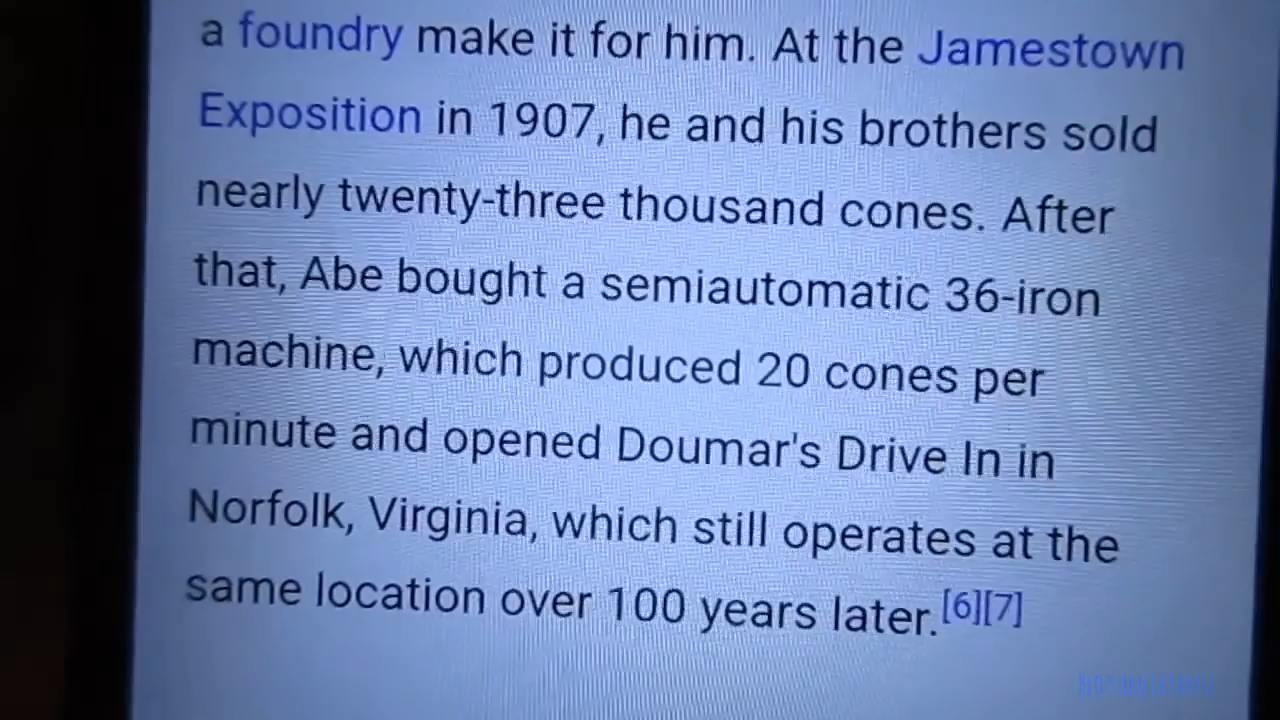 a foundry make it for him. At the Jamestown
Exposition in 1907, he and his brothers sold
nearly twenty-three thousand cones. After
that, Abe bought a semiautomatic 36-iron
machine, which produced 20 cones per
minute and opened Doumar's Drive In in
Norfolk, Virginia, which still operates at the
same location over 100 years later.[6][7]